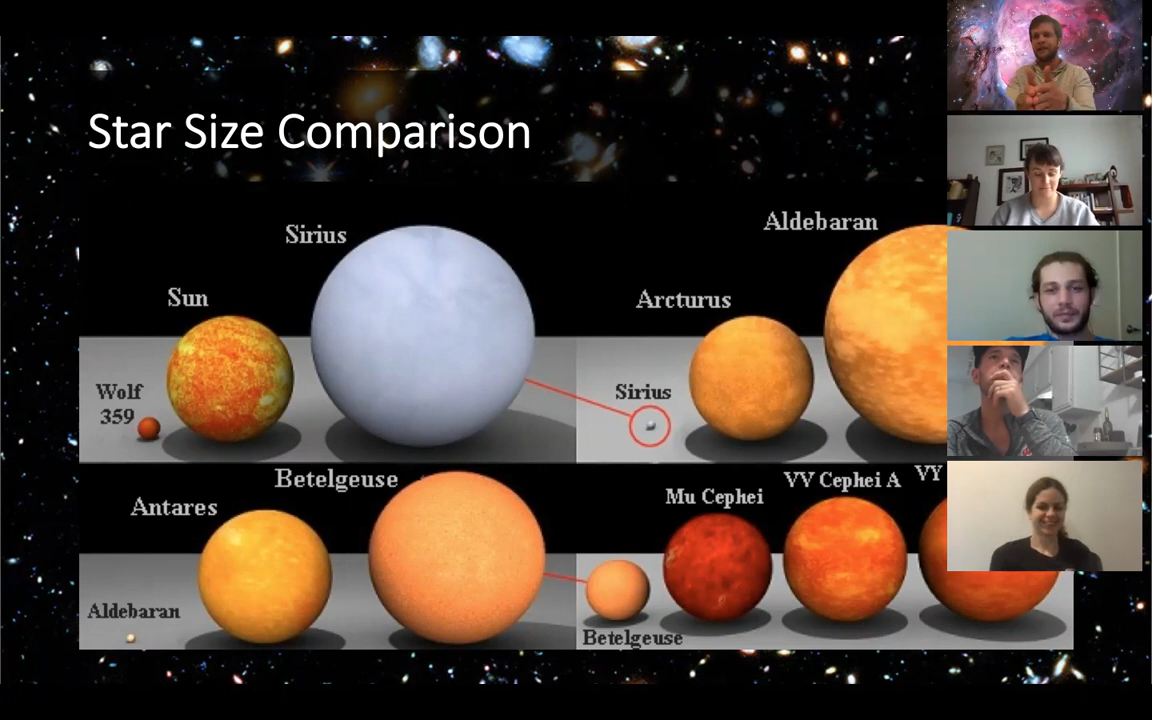 Star Size Comparison
Sirius
Sun
Wolf
359
Aldebaran
Arcturus
Sirius
Betelgeuse
Antares
Aldebaran
VY
VV Cephei A
Mu Cephei
Betelgeuse